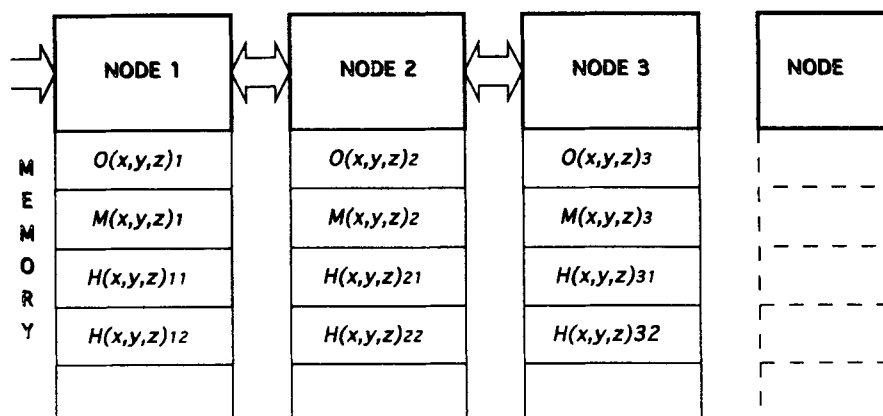 NODE 1 NODE 2 NODE 3 NODE
MEMORY
O(x,y,z)1 O(x,y,z)2 O(x,y,z)3
M(x,y,z)1 M(x,y,z)2 M(x,y,z)3
H(x,y,z)11 H(x,y,z)21 H(x,y,z)31
H(x,y,z)12 H(x,y,z)22 H(x,y,z)32